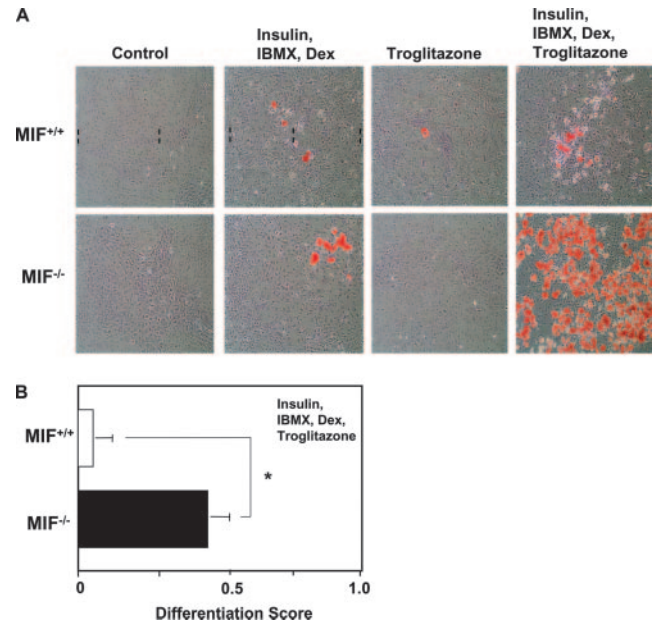 A
Control
Insulin,
IBMX, Dex
Troglitazone
Insulin,
IBMX, Dex,
Troglitazone
MIF+/+
MIF-/-
B
Insulin,
IBMX, Dex,
Troglitazone
MIF+/+
*
MIF-/-
0 0.5 1.0
Differentiation Score